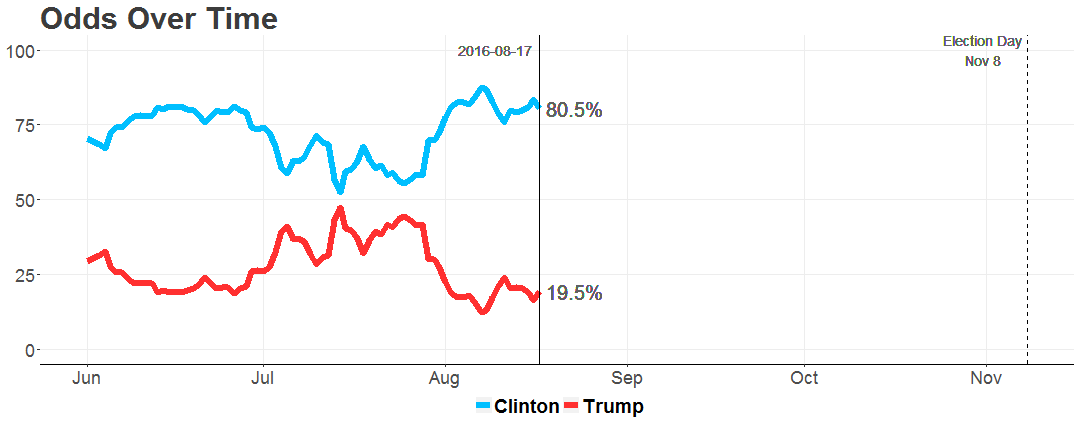 Odds Over Time
100
75
50
25
0
2016-08-17
Election Day
Nov 8
80.5%
19.5%
Jun Jul Aug Sep Oct Nov
Clinton Trump